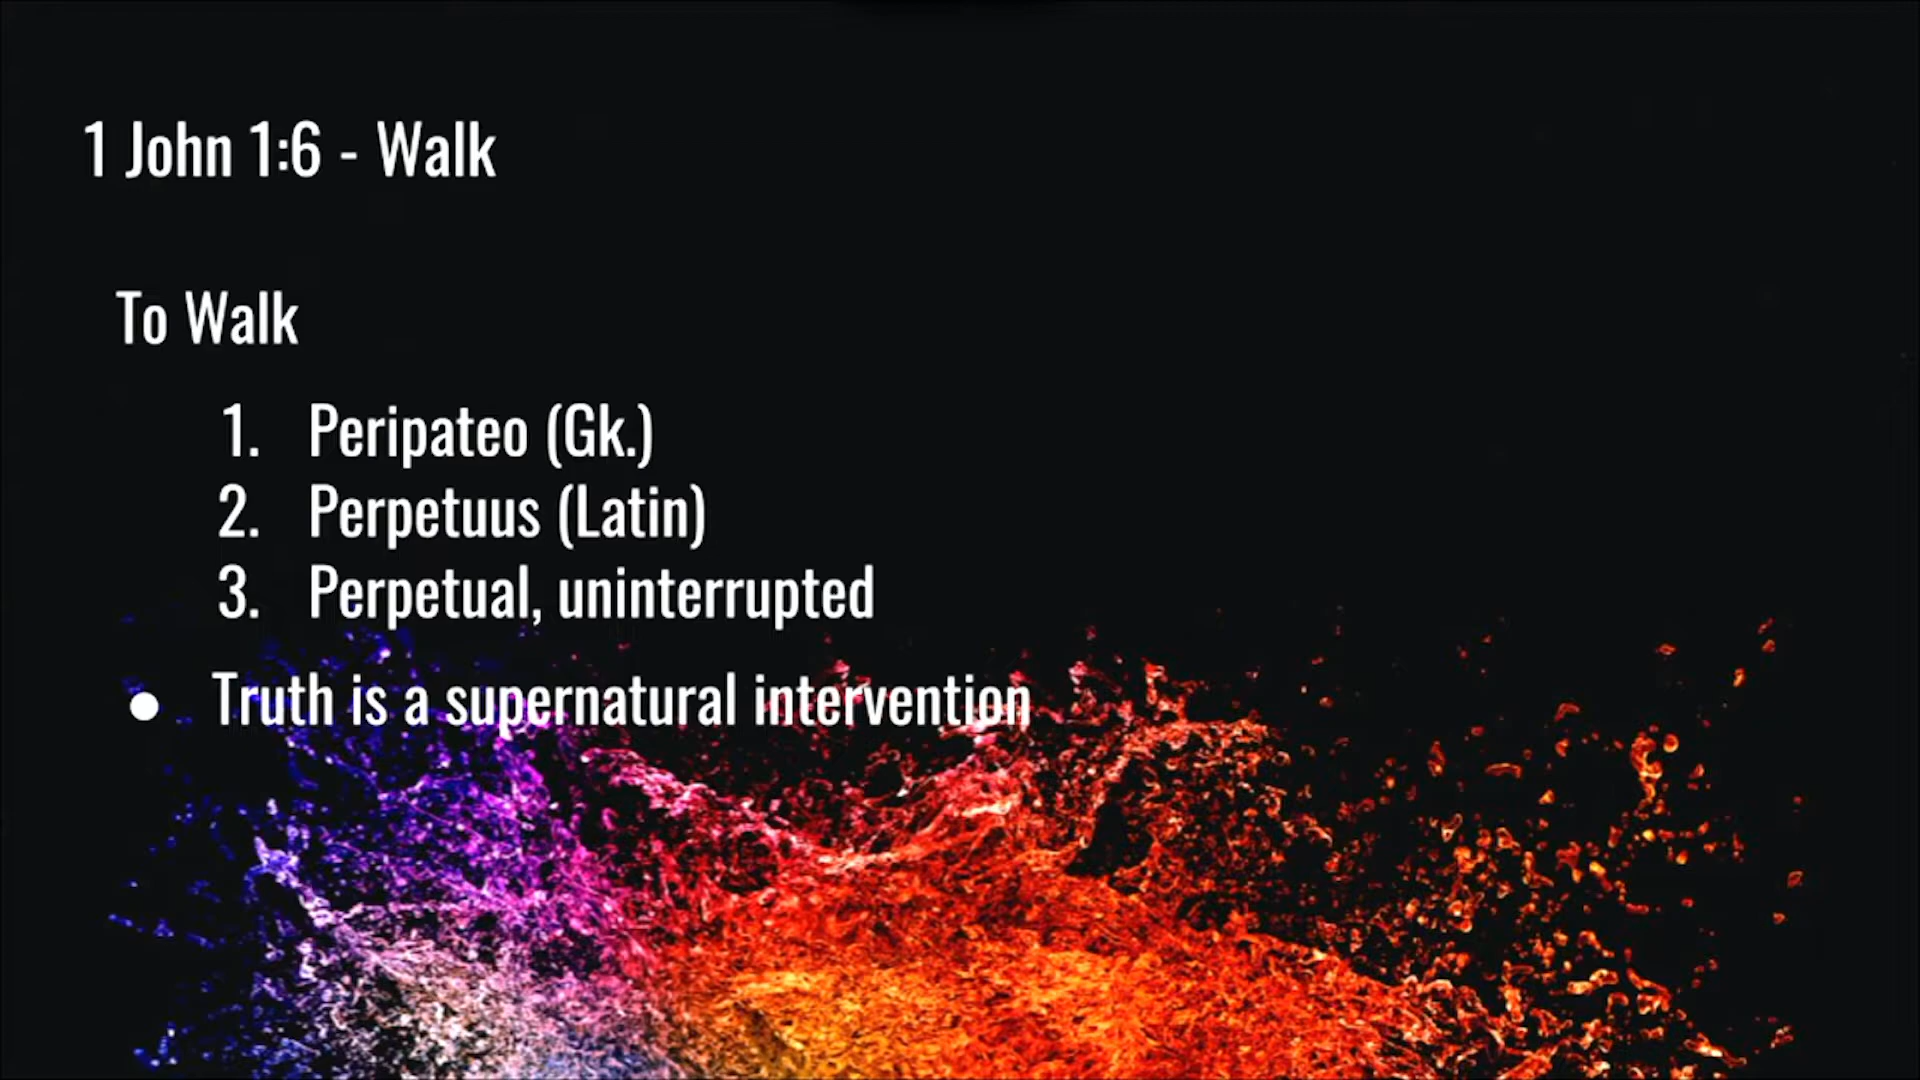 1 John 1:6 - Walk
To Walk
1. Peripateo (Gk.)
2. Perpetuus (Latin)
3. Perpetual, uninterrupted
● Truth is a supernatural intervention